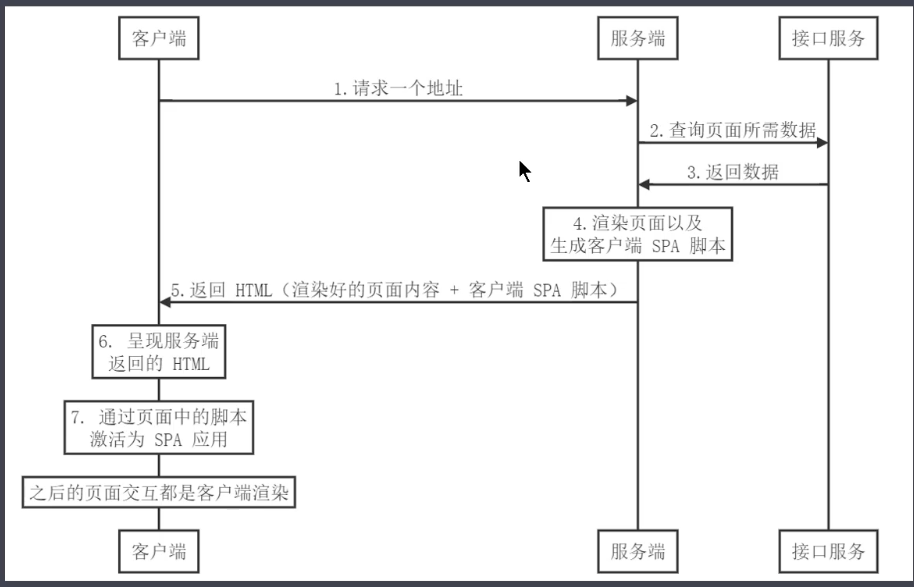 客户端
服务端
接口服务
1.请求一个地址
2.查询页面所需数据
3.返回数据
4.渲染页面以及
生成客户端 SPA 脚本
5.返回 HTML（渲染好的页面内容 + 客户端 SPA 脚本）
6. 呈现服务端
返回的 HTML
7. 通过页面中的脚本
激活为 SPA 应用
之后的页面交互都是客户端渲染
客户端
服务端
接口服务